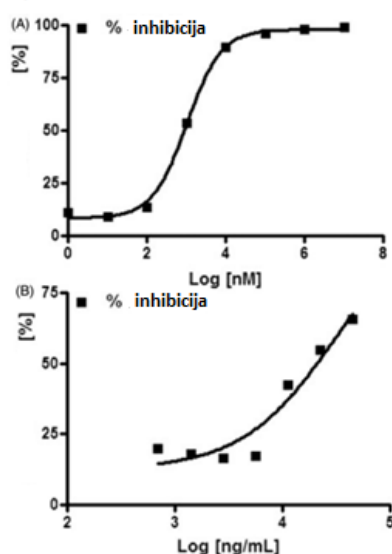 (A)
% inhibicija
[%]
100
75
50
25
0
0 2 4 6 8
Log [nM]
(B)
% inhibicija
[%]
75
50
25
0
2 3 4 5
Log [ng/mL]